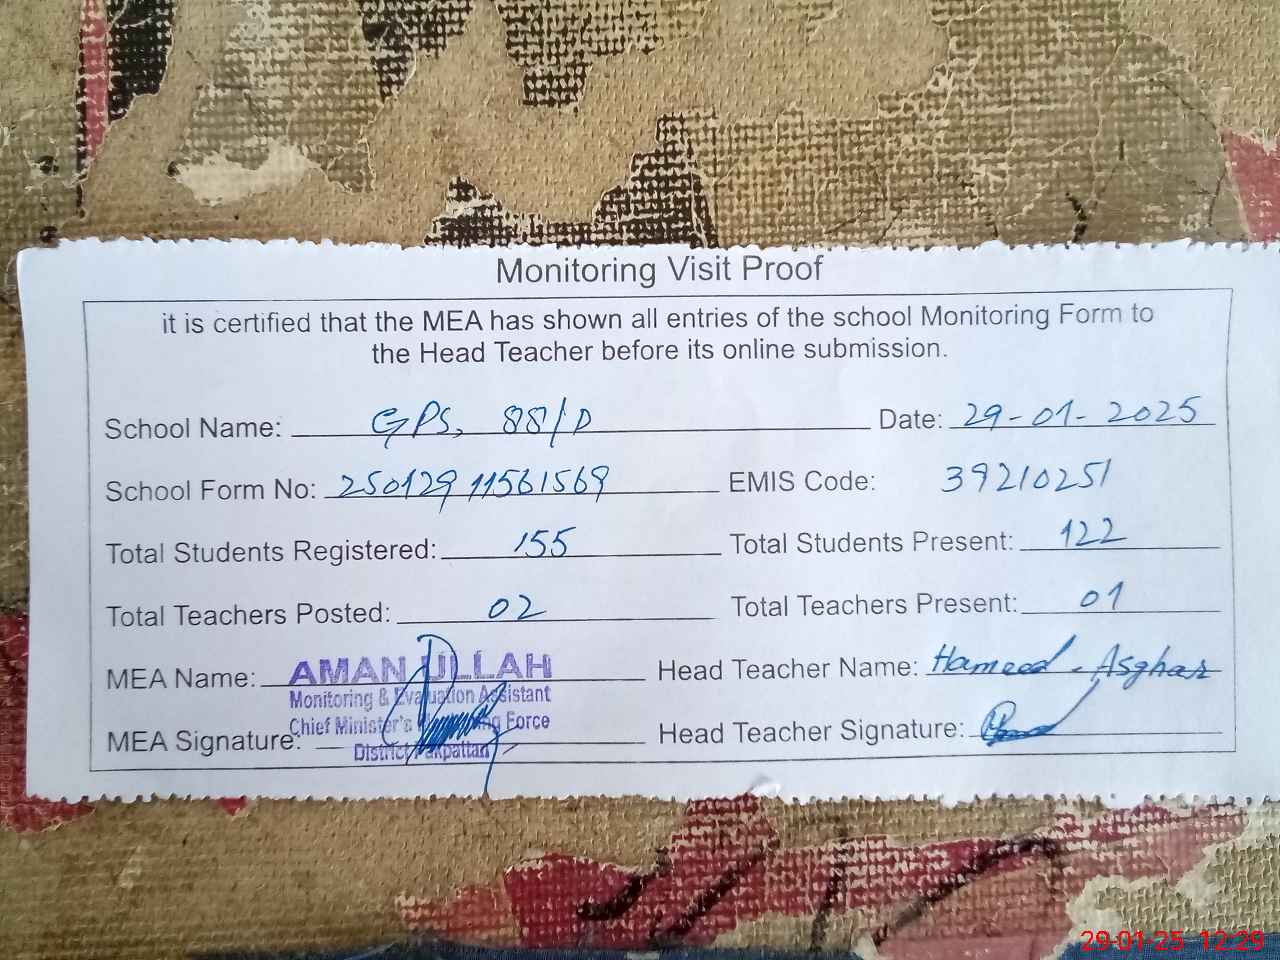 Monitoring Visit Proof
it is certified that the MEA has shown all entries of the school Monitoring Form to
the Head Teacher before its online submission.
School Name: GPS, 88/D Date: 29-01-2025
School Form No: 25012911561569 EMIS Code: 39210251
Total Students Registered: 155 Total Students Present: 122
Total Teachers Posted: 02 Total Teachers Present: 01
MEA Name: AMAN ULLAH Head Teacher Name: Hameed Asghar
Monitoring & Evaluation Assistant
Chief Minister's Monitoring Force
MEA Signature: Head Teacher Signature:
District Pakpattan
29-01-25 12:29